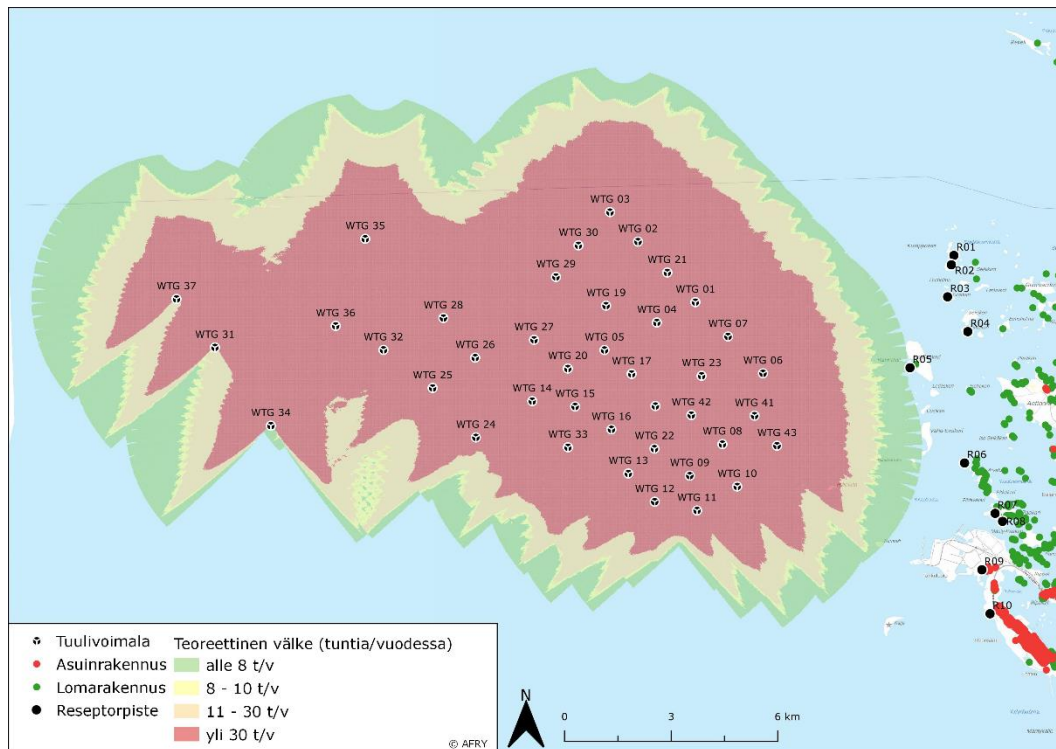 WTG 03
WTG 35
WTG 30
WTG 02
WTG 29
WTG 21
WTG 37
WTG 19
WTG 01
WTG 28
WTG 36
WTG 04
WTG 31
WTG 32
WTG 27
WTG 05
WTG 07
WTG 26
WTG 20
WTG 17
WTG 23
WTG 06
WTG 25
WTG 14
WTG 15
WTG 42
WTG 41
WTG 34
WTG 24
WTG 33
WTG 16
WTG 22
WTG 08
WTG 43
WTG 13
WTG 09
WTG 10
WTG 12
WTG 11
R01
R02
R03
R04
R05
R06
R07
R08
R09
R10
Tuulivoimala
Asuinrakennus
Lomarakennus
Reseptorpiste
Teoreettinen välke (tuntia/vuodessa)
alle 8 t/v
8 - 10 t/v
11 - 30 t/v
yli 30 t/v
© AFRY
N
0 3 6 km